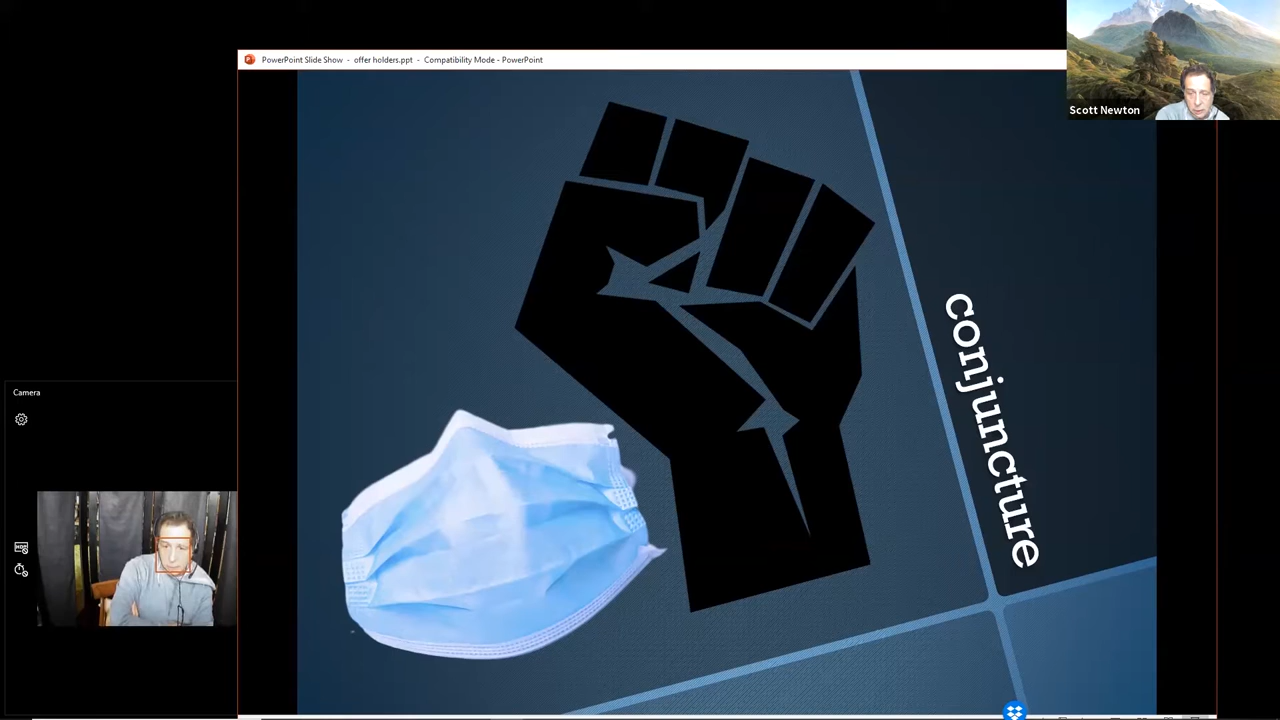 PowerPoint Slide Show - offer holders.ppt - Compatibility Mode - PowerPoint
Scott Newton
conjuncture
Camera